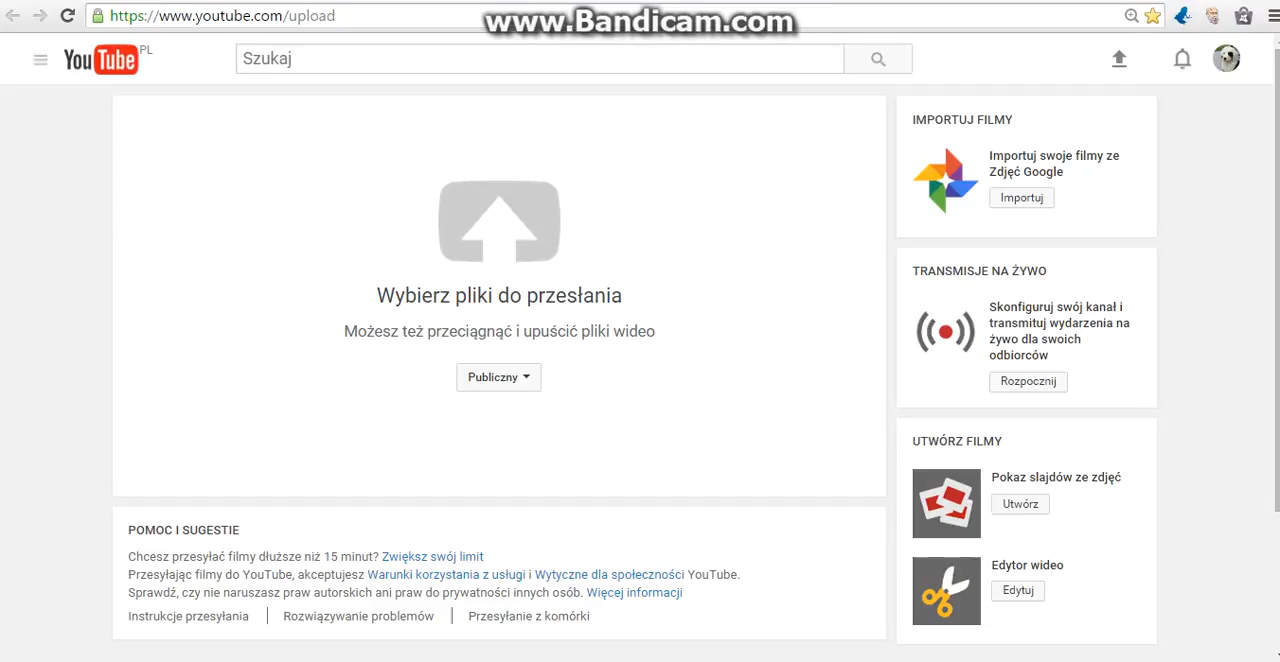 https://www.youtube.com/upload
www.Bandicam.com
YouTube PL
Szukaj
Wybierz pliki do przesłania
Możesz też przeciągnąć i upuścić pliki wideo
Publiczny
IMPORTUJ FILMY
Importuj swoje filmy ze
Zdjęć Google
Importuj
TRANSMISJE NA ŻYWO
Skonfiguruj swój kanał i
transmituj wydarzenia na
żywo dla swoich
odbiorców
Rozpocznij
UTWÓRZ FILMY
Pokaz slajdów ze zdjęć
Utwórz
Edytor wideo
Edytuj
POMOC I SUGESTIE
Chcesz przesyłać filmy dłuższe niż 15 minut? Zwiększ swój limit
Przesyłając filmy do YouTube, akceptujesz Warunki korzystania z usługi i Wytyczne dla społeczności YouTube.
Sprawdź, czy nie naruszasz praw autorskich ani praw do prywatności innych osób. Więcej informacji
Instrukcje przesyłania
Rozwiązywanie problemów
Przesyłanie z komórki